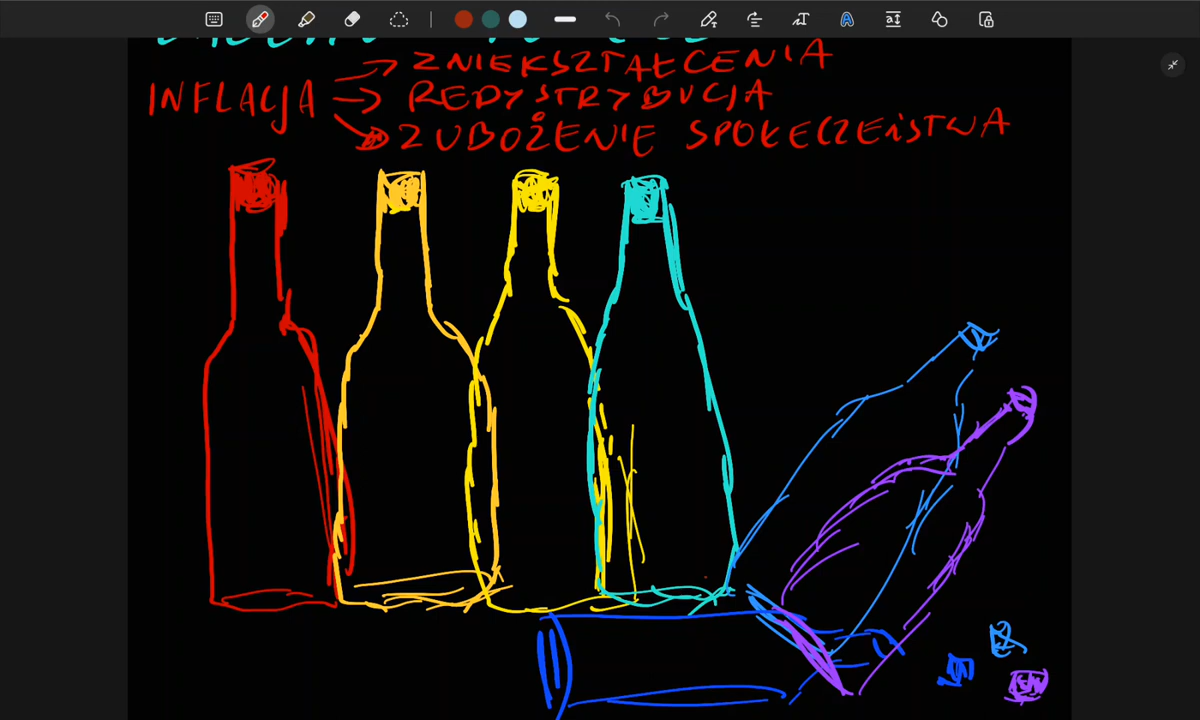 INFLACJA
ZNIEKSZTAŁCENIA
REDYSTRYBUCJA
ZUBOŻENIE SPOŁECZEŃSTWA